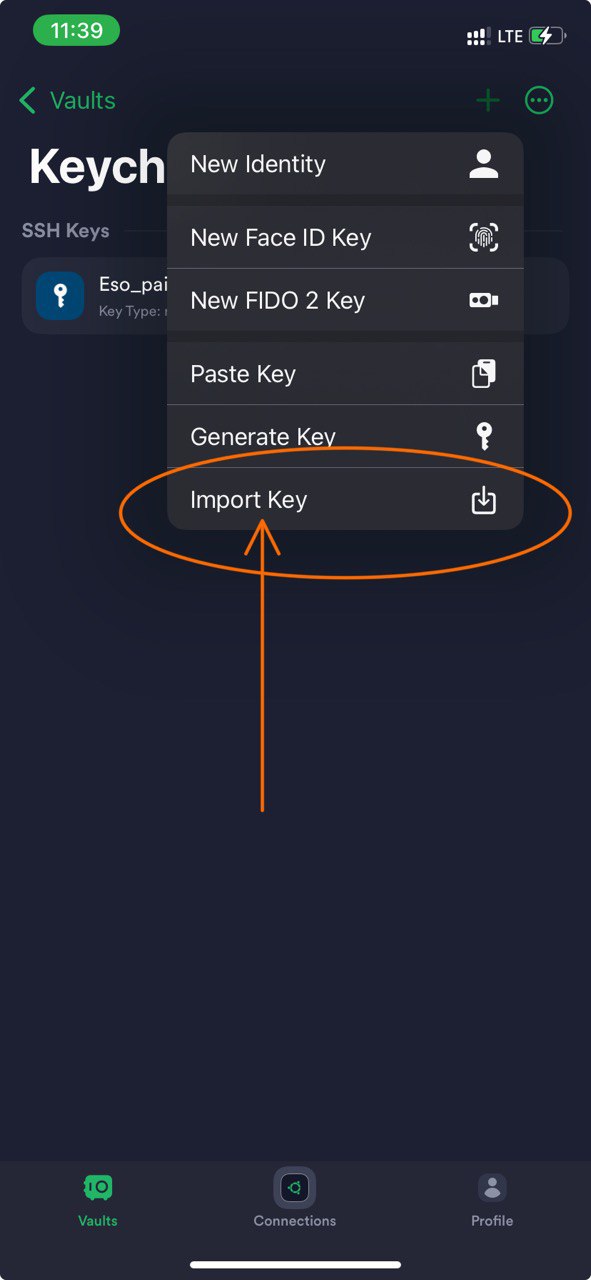 11:39
LTE
Vaults
Keych
New Identity
SSH Keys
New Face ID Key
Eso_pai
Key Type:
New FIDO 2 Key
Paste Key
Generate Key
Import Key
Vaults
Connections
Profile